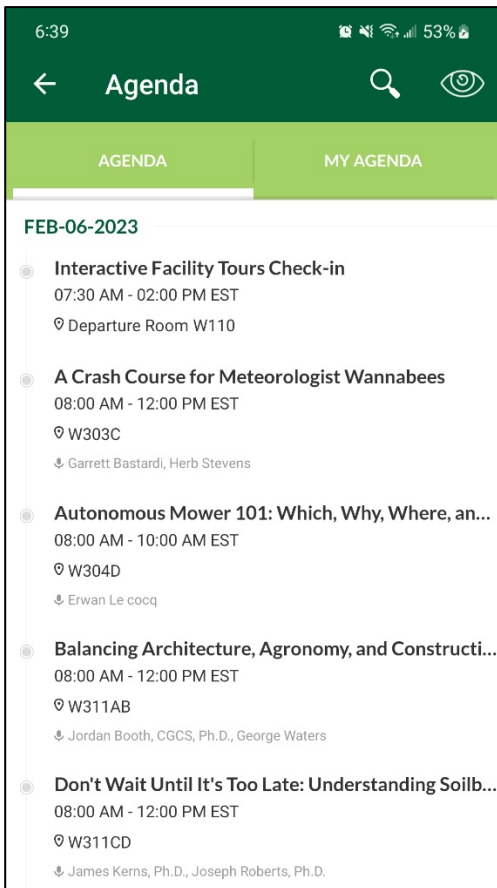 6:39 53%
Agenda
AGENDA MY AGENDA
FEB-06-2023
Interactive Facility Tours Check-in
07:30 AM - 02:00 PM EST
Departure Room W110
A Crash Course for Meteorologist Wannabees
08:00 AM - 12:00 PM EST
W303C
Garrett Bastardi, Herb Stevens
Autonomous Mower 101: Which, Why, Where, an...
08:00 AM - 10:00 AM EST
W304D
Erwan Le cocq
Balancing Architecture, Agronomy, and Constructi...
08:00 AM - 12:00 PM EST
W311AB
Jordan Booth, CGCS, Ph.D., George Waters
Don't Wait Until It's Too Late: Understanding Soilb...
08:00 AM - 12:00 PM EST
W311CD
James Kerns, Ph.D., Joseph Roberts, Ph.D.